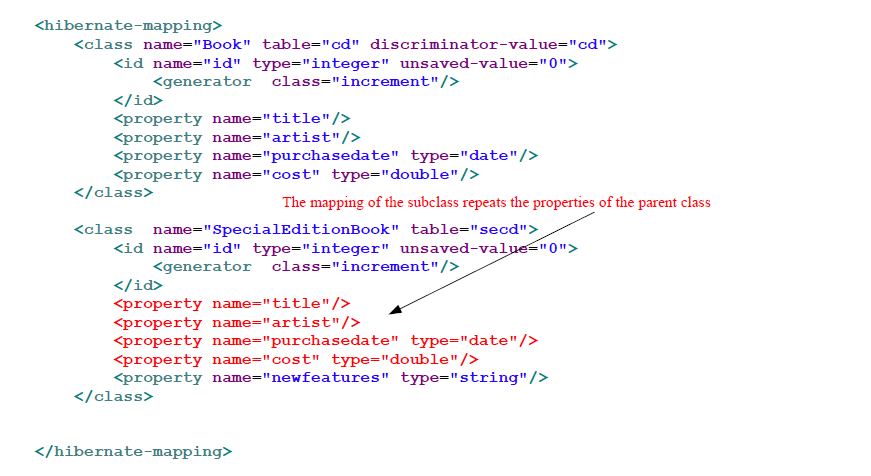 <hibernate-mapping>
<class name="Book" table="cd" discriminator-value="cd">
<id name="id" type="integer" unsaved-value="0">
<generator  class="increment"/>
</id>
<property name="title"/>
<property name="artist"/>
<property name="purchasedate" type="date"/>
<property name="cost" type="double"/>
</class>
The mapping of the subclass repeats the properties of the parent class
<class  name="SpecialEditionBook" table="secd">
<id name="id" type="integer" unsaved-value="0">
<generator  class="increment"/>
</id>
<property name="title"/>
<property name="artist"/>
<property name="purchasedate" type="date"/>
<property name="cost" type="double"/>
<property name="newfeatures" type="string"/>
</class>
</hibernate-mapping>